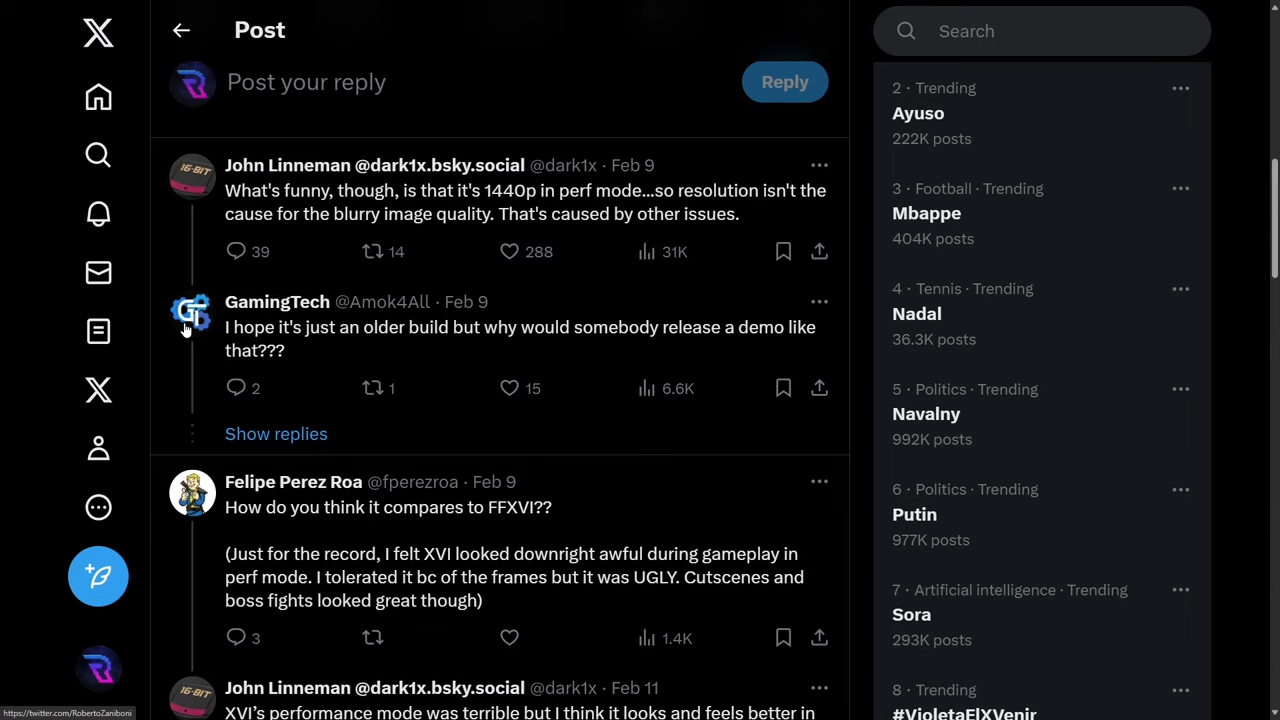 Post
Post your reply
Reply
John Linneman @dark1x.bsky.social @dark1x · Feb 9
What's funny, though, is that it's 1440p in perf mode...so resolution isn't the
cause for the blurry image quality. That's caused by other issues.
39 14 288 31K
GamingTech @Amok4All · Feb 9
I hope it's just an older build but why would somebody release a demo like
that???
2 1 15 6.6K
Show replies
Felipe Perez Roa @fperezroa · Feb 9
How do you think it compares to FFXVI??
(Just for the record, I felt XVI looked downright awful during gameplay in
perf mode. I tolerated it bc of the frames but it was UGLY. Cutscenes and
boss fights looked great though)
3 1.4K
John Linneman @dark1x.bsky.social @dark1x · Feb 11
XVI's performance mode was terrible but I think it looks and feels better in
Search
2 · Trending
Ayuso
222K posts
3 · Football · Trending
Mbappe
404K posts
4 · Tennis · Trending
Nadal
36.3K posts
5 · Politics · Trending
Navalny
992K posts
6 · Politics · Trending
Putin
977K posts
7 · Artificial intelligence · Trending
Sora
293K posts
8 · Trending
#VioletaElXVenir
16-BIT
16-BIT
https://twitter.com/RobertoZaniboni